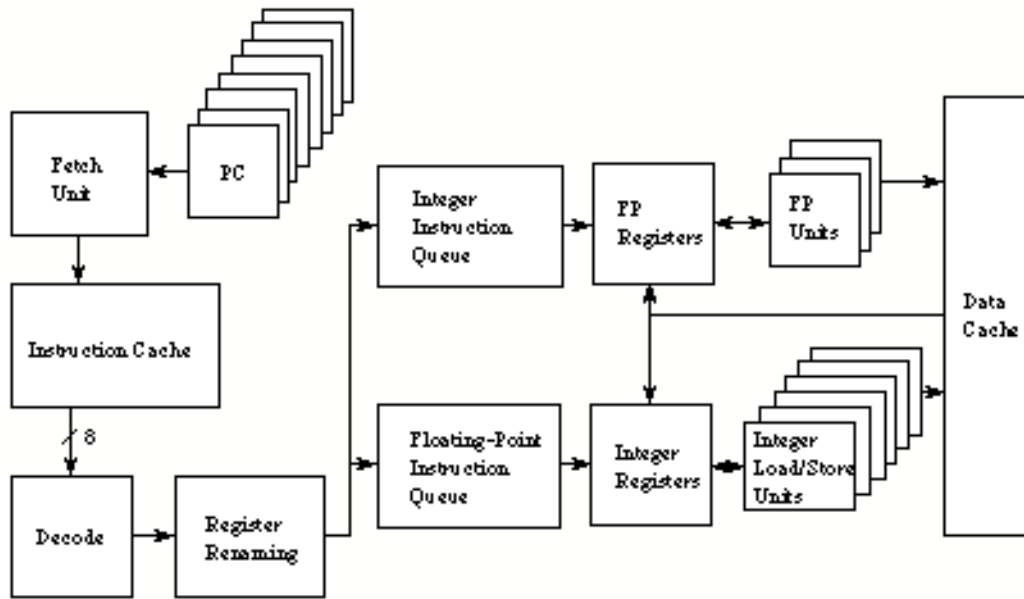 Fetch
Unit
PC
Integer
Instruction
Queue
FP
Registers
FP
Units
Data
Cache
Instruction Cache
8
Floating-Point
Instruction
Queue
Integer
Registers
Integer
Load/Store
Units
Decode
Register
Renaming